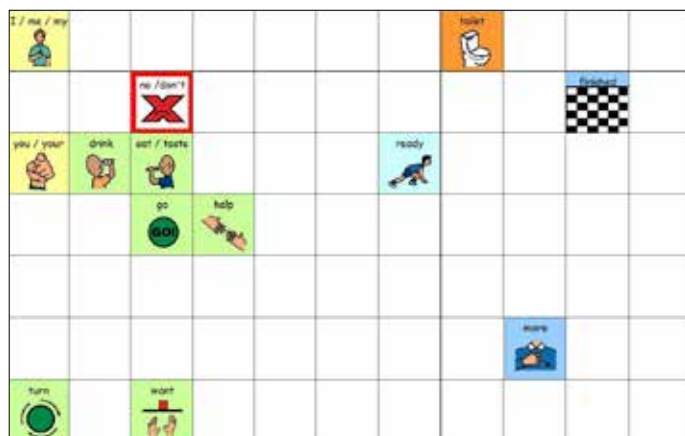 I / me / my
toilet
no / don't
finished
you / your
drink
eat / taste
ready
go
help
GO!
more
turn
want